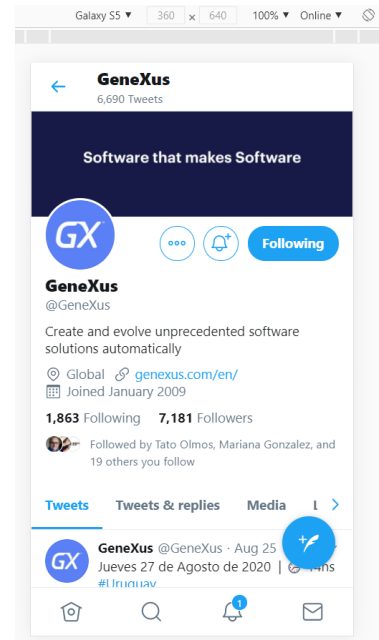 Galaxy S5 ▼ 360 x 640 100% ▼ Online ▼
GeneXus
6,690 Tweets
Software that makes Software
GX
Following
GeneXus
@GeneXus
Create and evolve unprecedented software
solutions automatically
Global genexus.com/en/
Joined January 2009
1,863 Following 7,181 Followers
Followed by Tato Olmos, Mariana Gonzalez, and
19 others you follow
Tweets Tweets & replies Media
GX
GeneXus @GeneXus · Aug 25
Jueves 27 de Agosto de 2020 |
#Uruguay
1